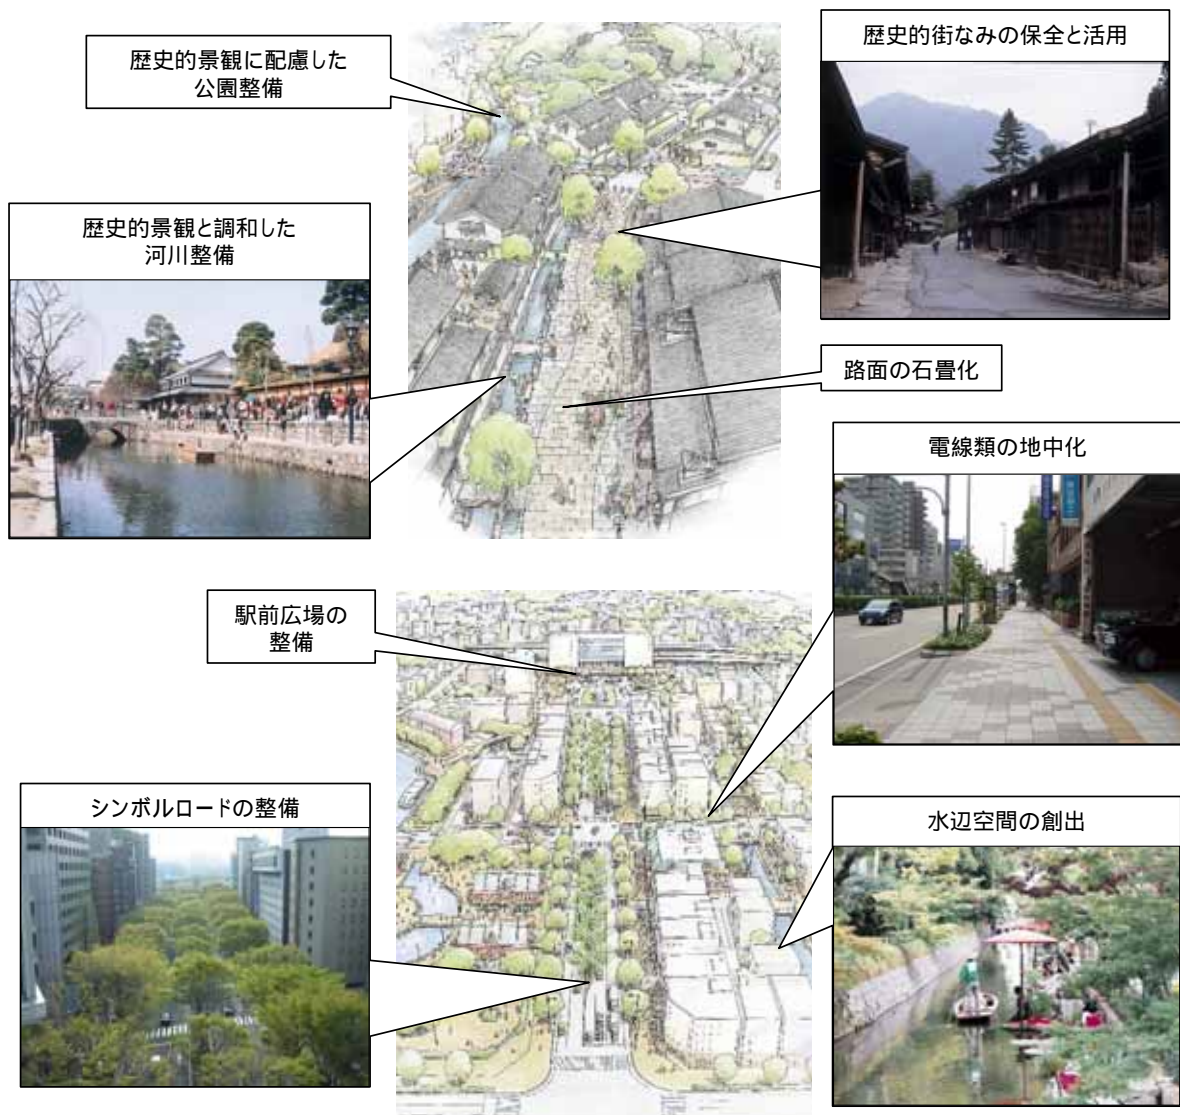 歴史的景観に配慮した
公園整備
歴史的街なみの保全と活用
歴史的景観と調和した
河川整備
路面の石畳化
電線類の地中化
駅前広場の
整備
シンボルロードの整備
水辺空間の創出